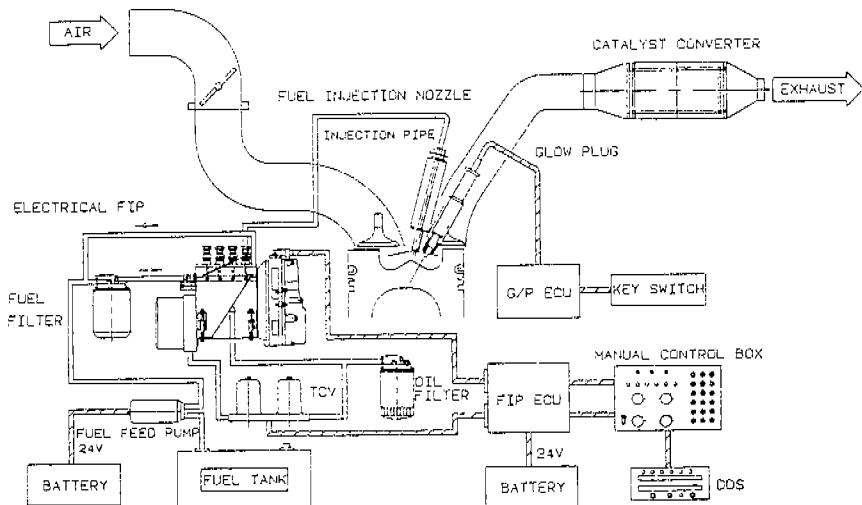 AIR
CATALYST CONVERTER
EXHAUST
FUEL INJECTION NOZZLE
INJECTION PIPE
GLOW PLUG
ELECTRICAL FIP
FUEL
FILTER
G/P ECU
KEY SWITCH
MANUAL CONTROL BOX
TCV
OIL
FILTER
FIP ECU
FUEL FEED PUMP
24V
24V
BATTERY
FUEL TANK
BATTERY
DDS